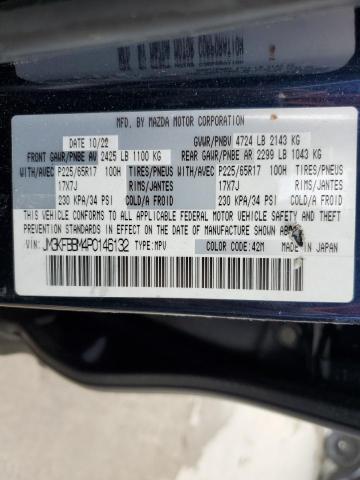 MFD. BY MAZDA MOTOR CORPORATION
DATE 10/22 GVWR/PNBV 4724 LB 2143 KG
FRONT GAWR/PNBE AV 2425 LB 1100 KG REAR GAWR/PNBE AR 2299 LB 1043 KG
WITH/AVEC P225/65R17 100H TIRES/PNEUS WITH/AVEC P225/65R17 100H TIRES/PNEUS
17X7J RIMS/JANTES 17X7J RIMS/JANTES
230 KPA/34 PSI COLD/A FROID 230 KPA/34 PSI COLD/A FROID
THIS VEHICLE CONFORMS TO ALL APPLICABLE FEDERAL MOTOR VEHICLE SAFETY, BUMPER, AND
THEFT PREVENTION STANDARDS IN EFFECT ON THE DATE OF MANUFACTURE SHOWN ABOVE.
JM3KFBBM4P0146132 TYPE:MPV COLOR CODE:42M MADE IN JAPAN